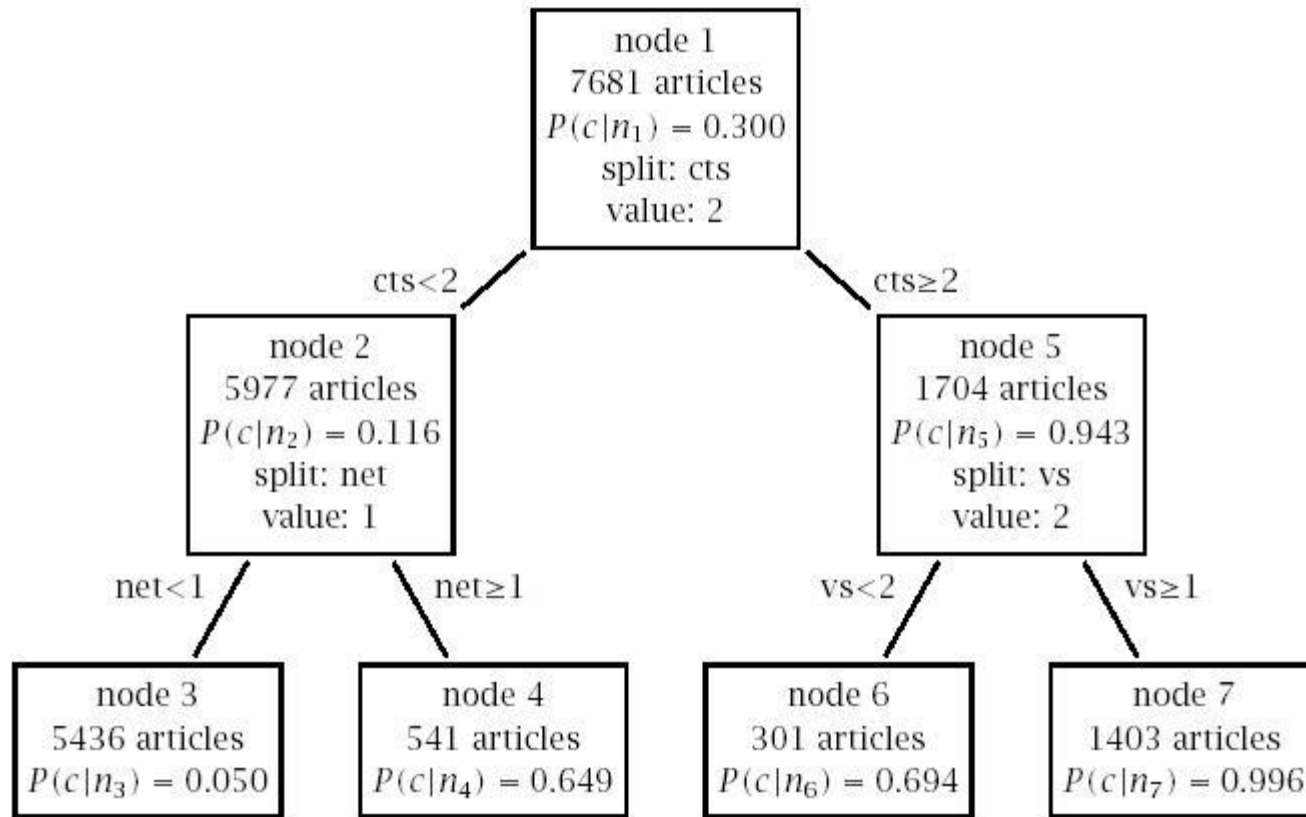 node 1
7681 articles
P(c|n₁) = 0.300
split: cts
value: 2
cts<2
cts≥2
node 2
5977 articles
P(c|n₂) = 0.116
split: net
value: 1
node 5
1704 articles
P(c|n₅) = 0.943
split: vs
value: 2
net<1
net≥1
vs<2
vs≥1
node 3
5436 articles
P(c|n₃) = 0.050
node 4
541 articles
P(c|n₄) = 0.649
node 6
301 articles
P(c|n₆) = 0.694
node 7
1403 articles
P(c|n₇) = 0.996